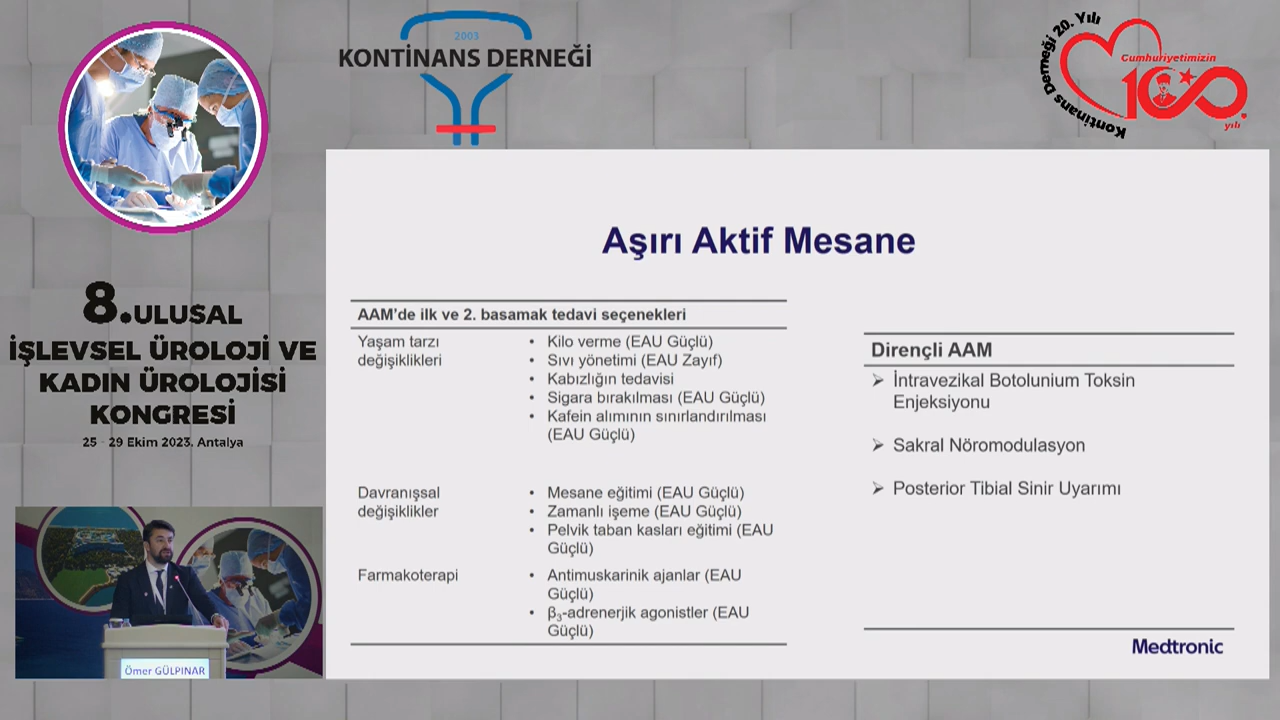 2003
KONTİNANS DERNEĞİ
Kontinans Derneği 20. Yılı
Cumhuriyetimizin
100.
yılı
8.ULUSAL
İŞLEVSEL ÜROLOJİ VE
KADIN ÜROLOJİSİ
KONGRESİ
25 - 29 Ekim 2023. Antalya
Ömer GÜLPINAR
Aşırı Aktif Mesane
AAM'de ilk ve 2. basamak tedavi seçenekleri
Yaşam tarzı
değişiklikleri
• Kilo verme (EAU Güçlü)
• Sıvı yönetimi (EAU Zayıf)
• Kabızlığın tedavisi
• Sigara bırakılması (EAU Güçlü)
• Kafein alımının sınırlandırılması
(EAU Güçlü)
Davranışsal
değişiklikler
• Mesane eğitimi (EAU Güçlü)
• Zamanlı işeme (EAU Güçlü)
• Pelvik taban kasları eğitimi (EAU
Güçlü)
Farmakoterapi
• Antimuskarinik ajanlar (EAU
Güçlü)
• β₃-adrenerjik agonistler (EAU
Güçlü)
Dirençli AAM
➢ İntravezikal Botolunium Toksin
Enjeksiyonu
➢ Sakral Nöromodulasyon
➢ Posterior Tibial Sinir Uyarımı
Medtronic